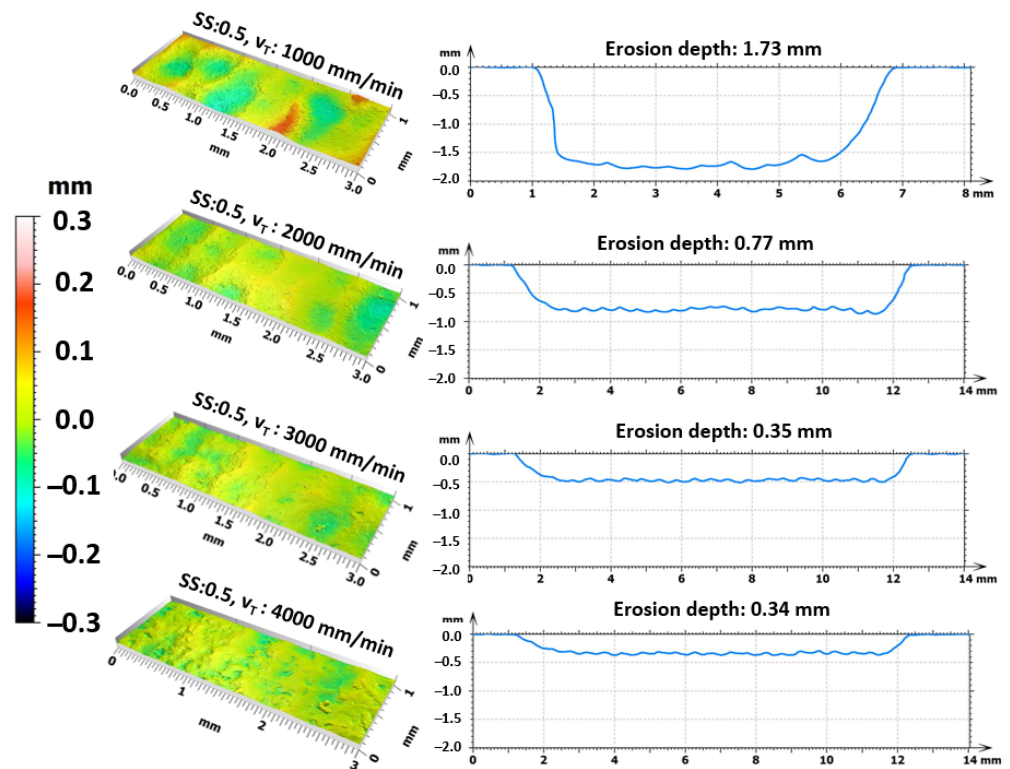 SS:0.5, vT: 1000 mm/min
0.0 0.5 1.0 1.5 2.0 2.5 3.0
mm
0 1
mm
Erosion depth: 1.73 mm
mm
0.0
–0.5
–1.0
–1.5
–2.0
0 1 2 3 4 5 6 7 8 mm
mm
0.3
0.2
0.1
0.0
–0.1
–0.2
–0.3
SS:0.5, vT: 2000 mm/min
0.0 0.5 1.0 1.5 2.0 2.5 3.0
mm
0 1
mm
Erosion depth: 0.77 mm
mm
0.0
–0.5
–1.0
–1.5
–2.0
0 2 4 6 8 10 12 14 mm
SS:0.5, vT: 3000 mm/min
.0 0.5 1.0 1.5 2.0 2.5 3.0
mm
0 1
mm
Erosion depth: 0.35 mm
mm
0.0
–0.5
–1.0
–1.5
–2.0
0 2 4 6 8 10 12 14 mm
SS:0.5, vT: 4000 mm/min
0 1 2 3
mm
0 1
mm
Erosion depth: 0.34 mm
mm
0.0
–0.5
–1.0
–1.5
–2.0
0 2 4 6 8 10 12 14 mm